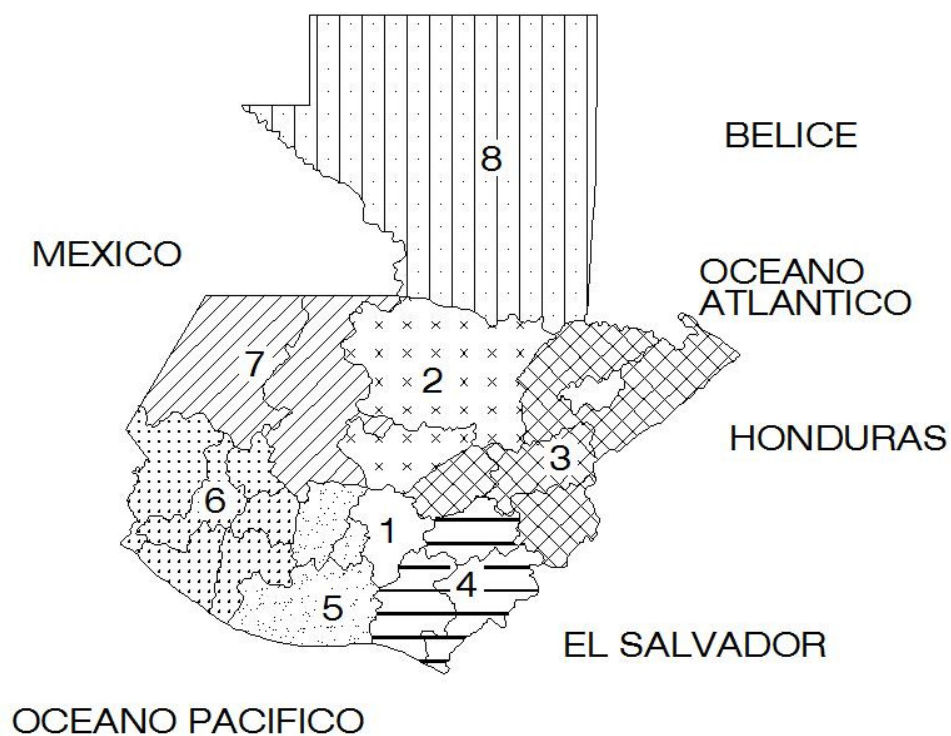 BELICE
8
MEXICO
OCEANO
ATLANTICO
7
2
HONDURAS
3
6
1
4
5
EL SALVADOR
OCEANO PACIFICO